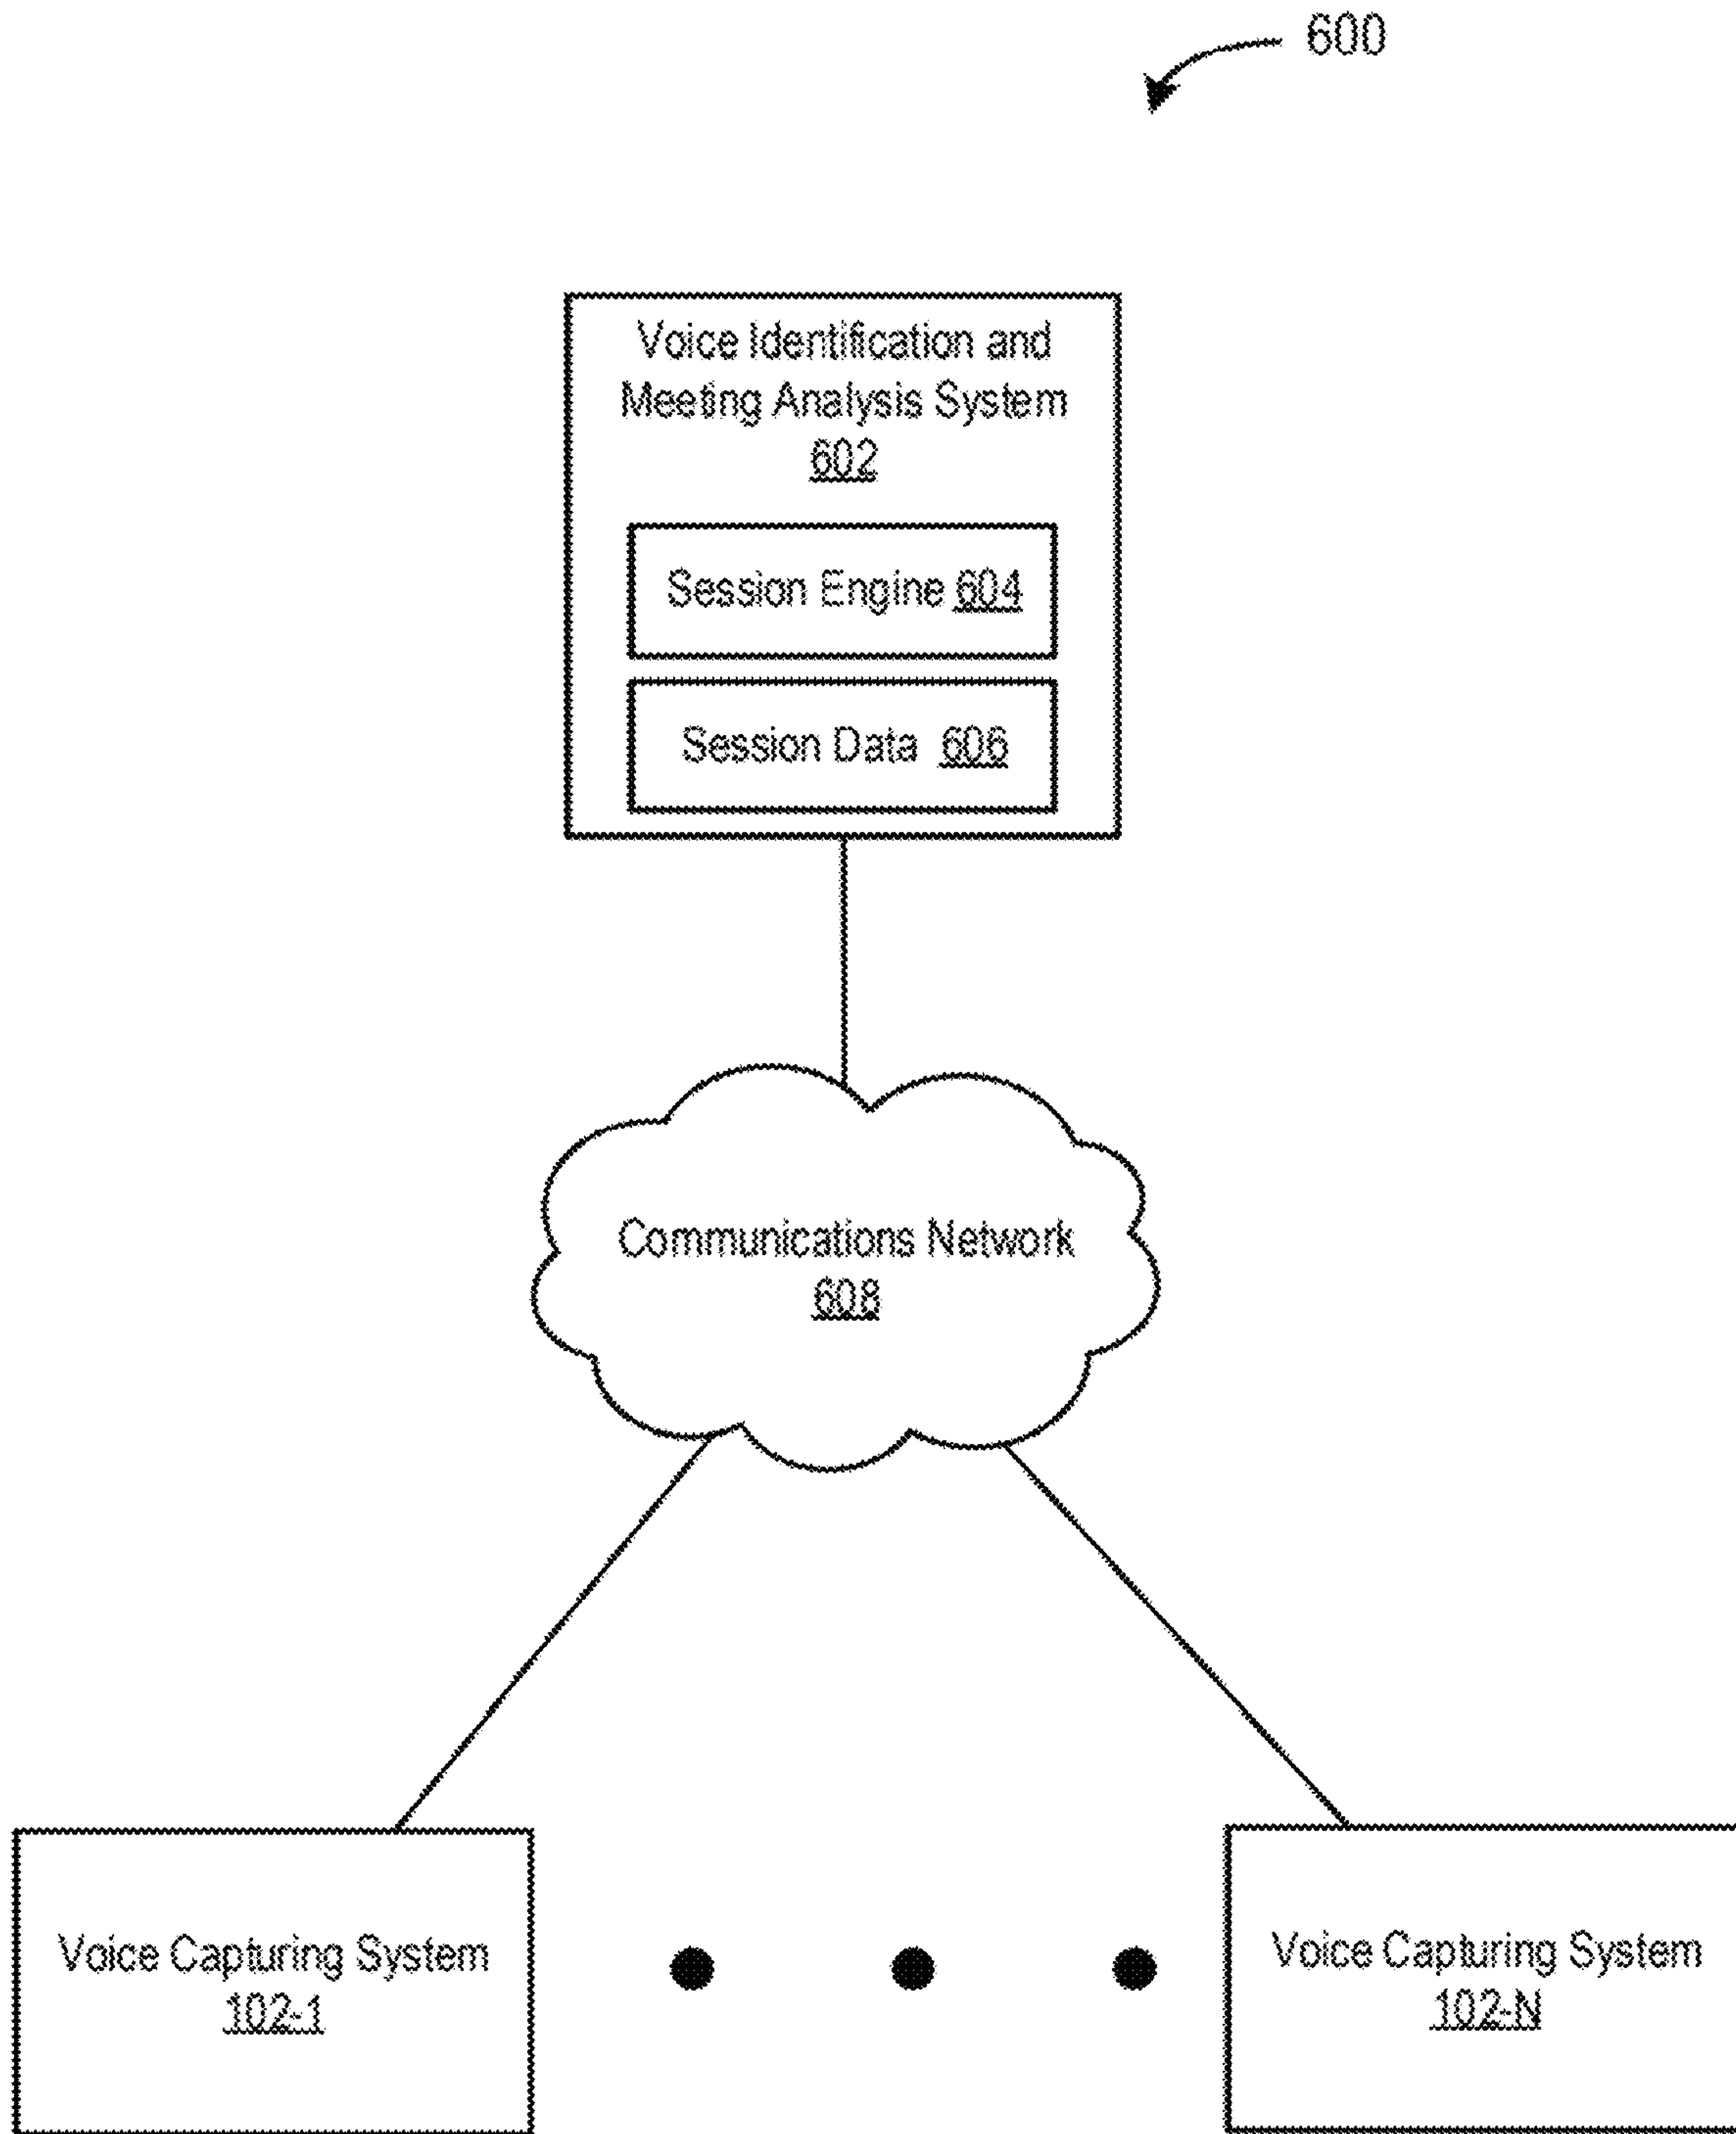 600
Voice Identification and
Meeting Analysis System
602
Session Engine 604
Session Data 606
Communications Network
608
Voice Capturing System
102-1
Voice Capturing System
102-N